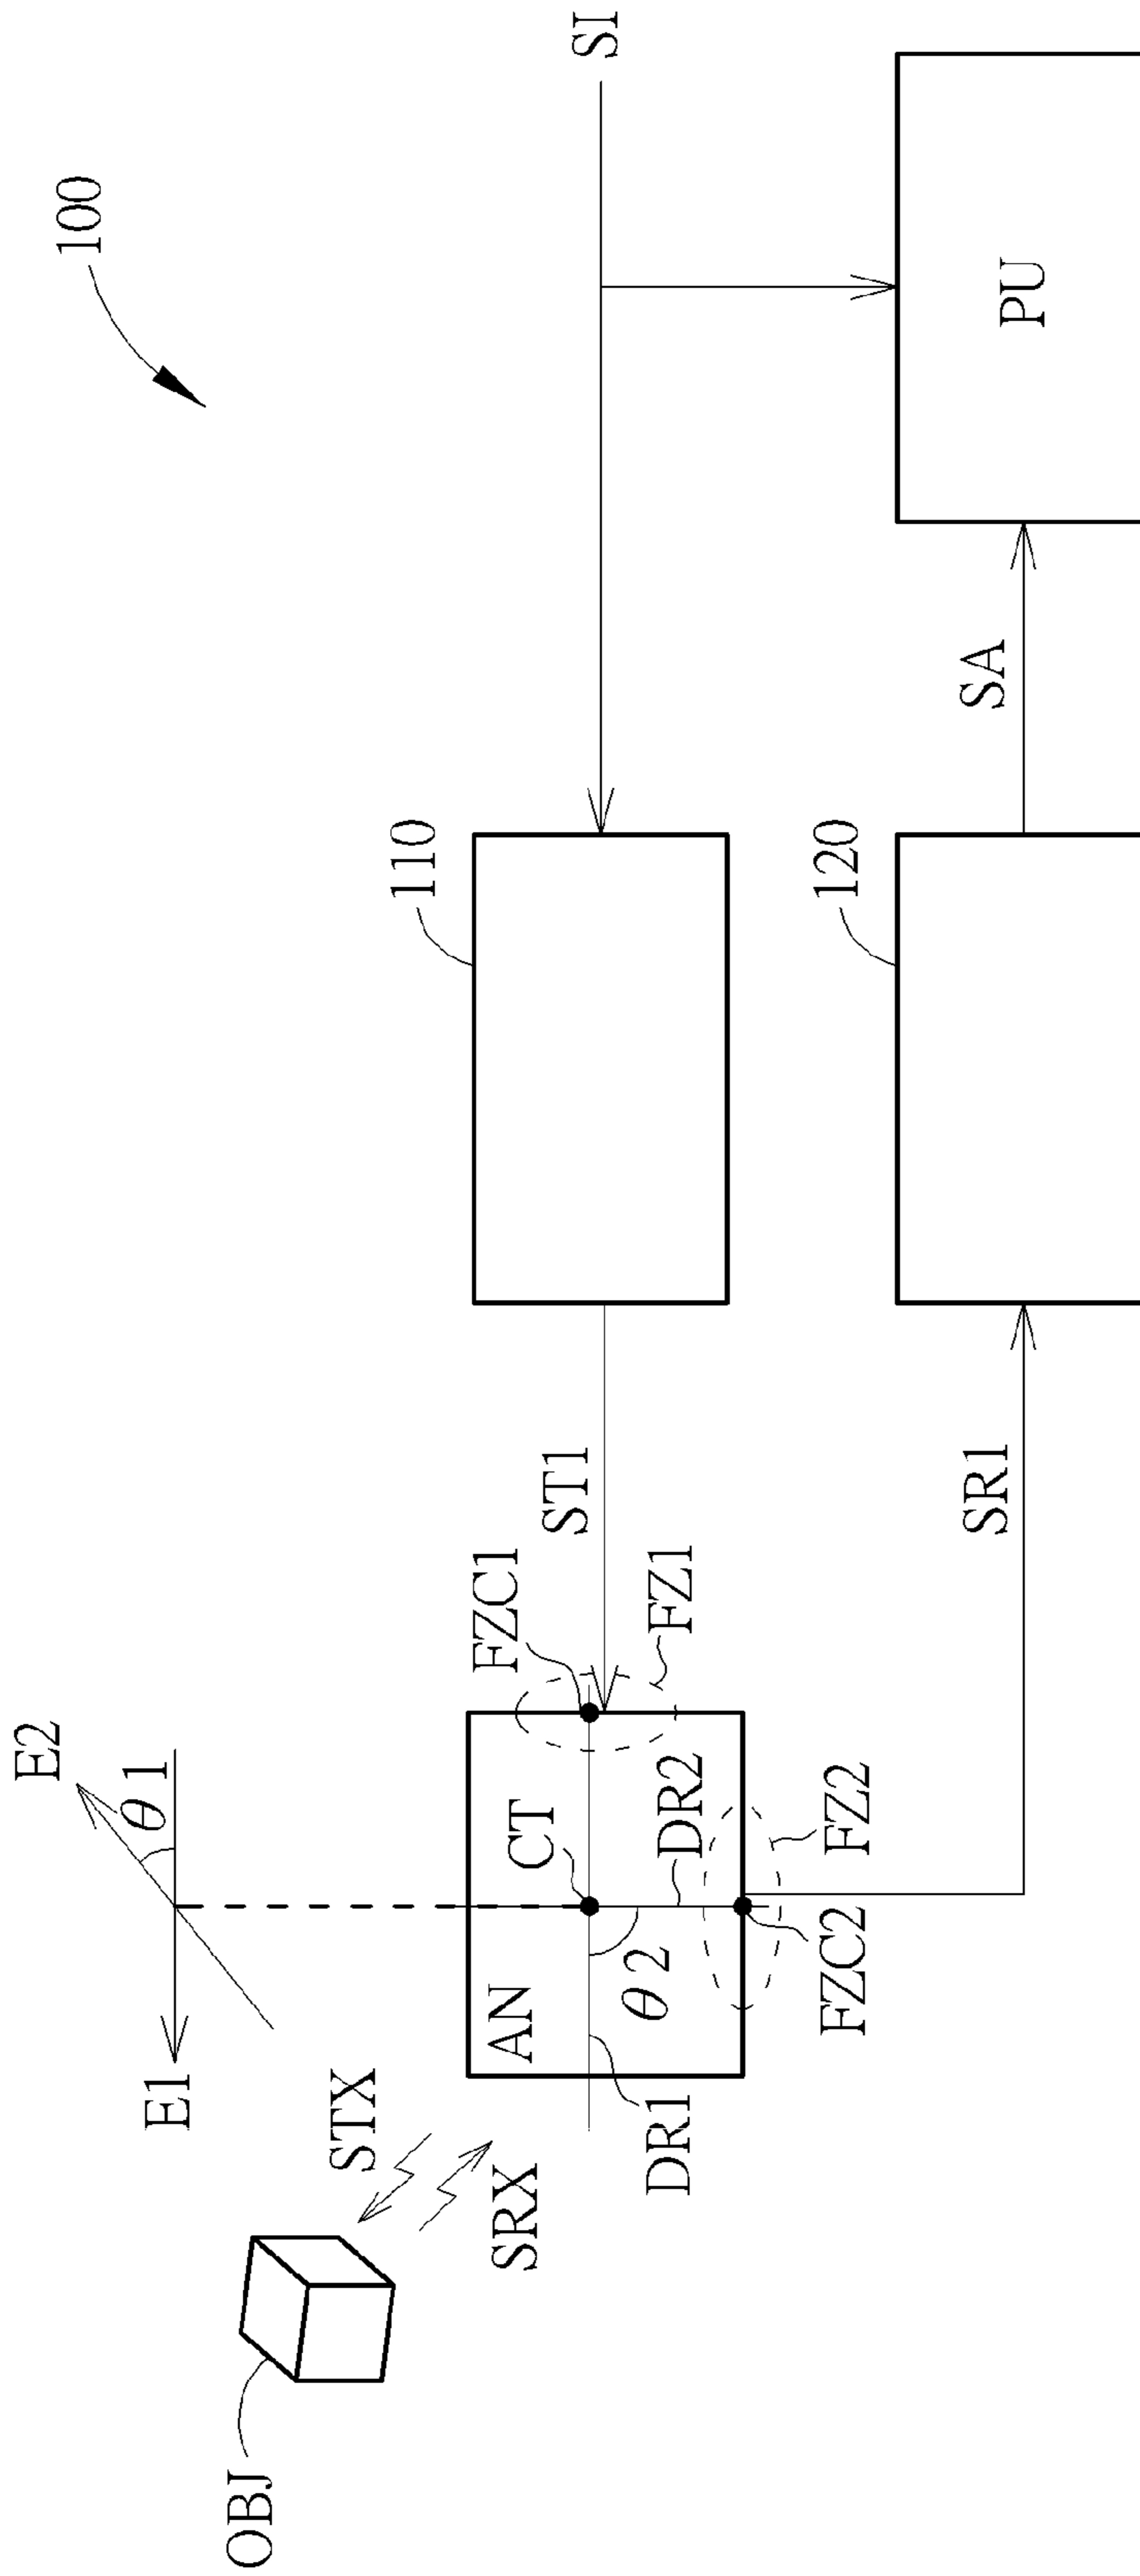 100
OBJ
STX
SRX
E1
E2
θ1
AN
CT
DR1
DR2
θ2
FZC1
FZ1
FZC2
FZ2
ST1
110
SI
SR1
120
SA
PU